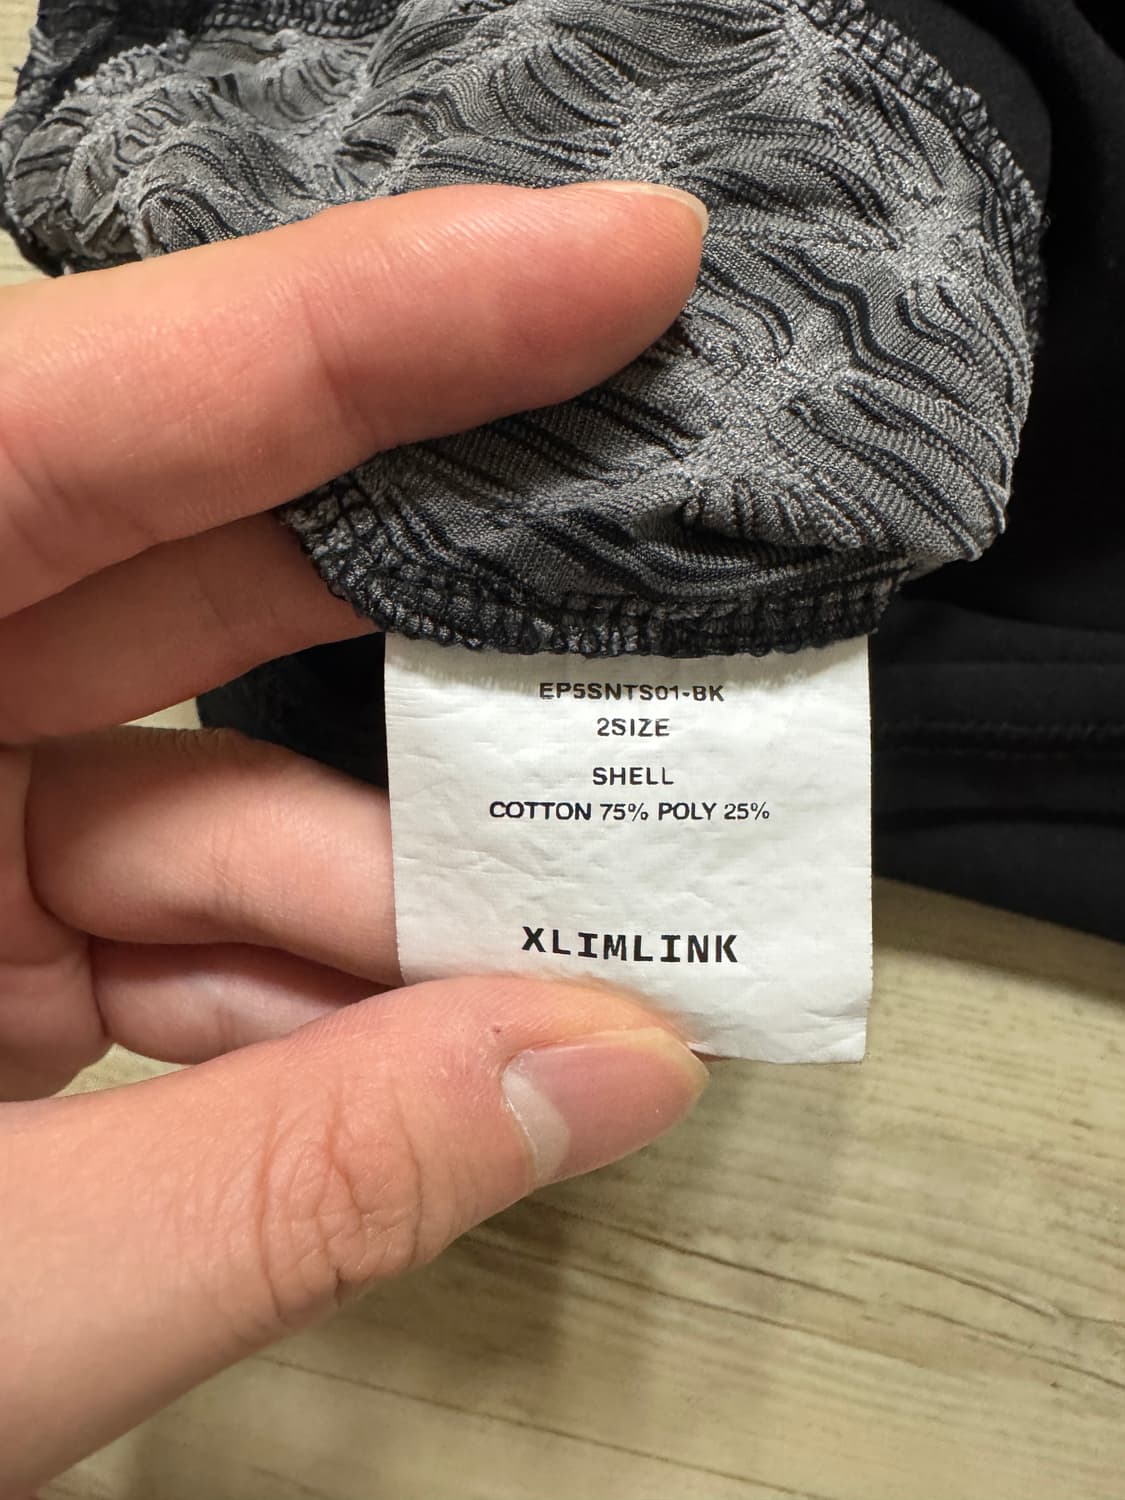 EP5SNTS01-BK
2SIZE
SHELL
COTTON 75% POLY 25%
XLIMLINK